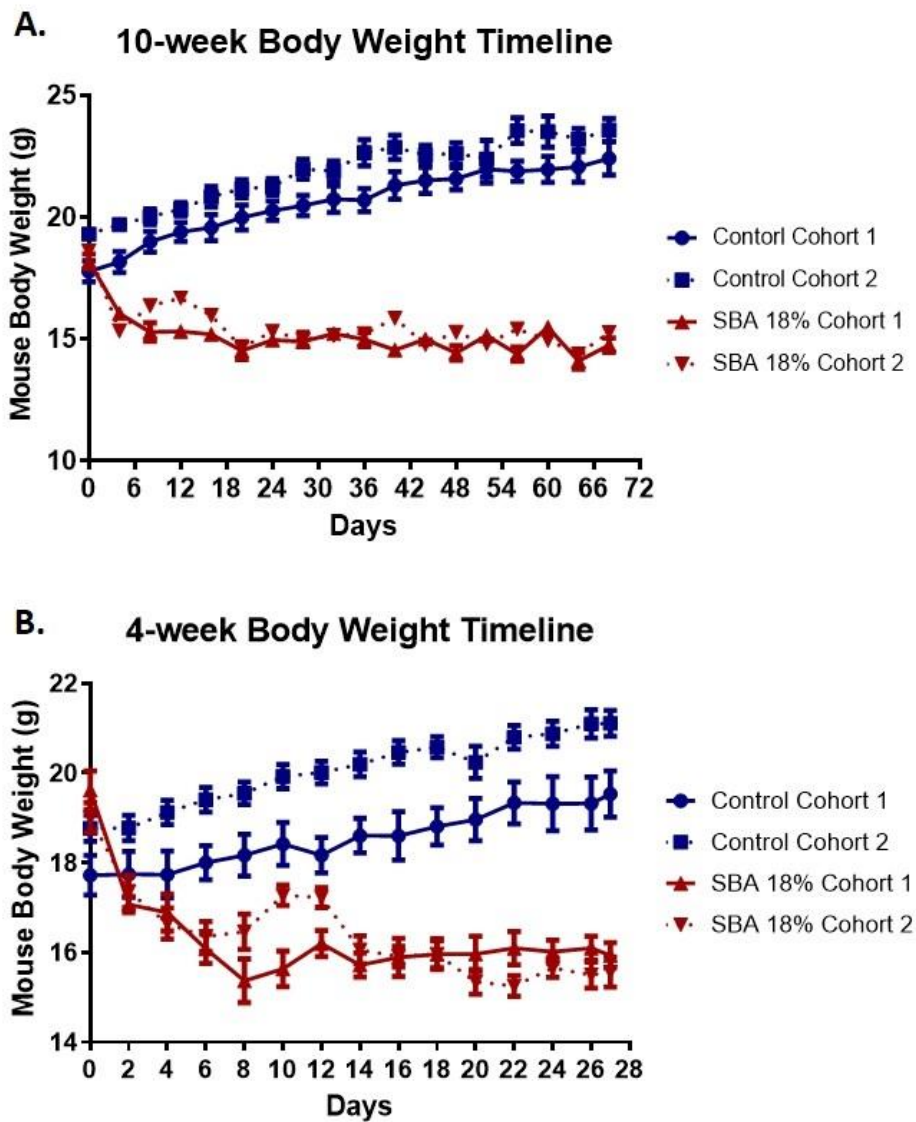 A.
10-week Body Weight Timeline
Mouse Body Weight (g)
25
20
15
10
0 6 12 18 24 30 36 42 48 54 60 66 72
Days
Contorl Cohort 1
Control Cohort 2
SBA 18% Cohort 1
SBA 18% Cohort 2
B.
4-week Body Weight Timeline
Mouse Body Weight (g)
22
20
18
16
14
0 2 4 6 8 10 12 14 16 18 20 22 24 26 28
Days
Control Cohort 1
Control Cohort 2
SBA 18% Cohort 1
SBA 18% Cohort 2